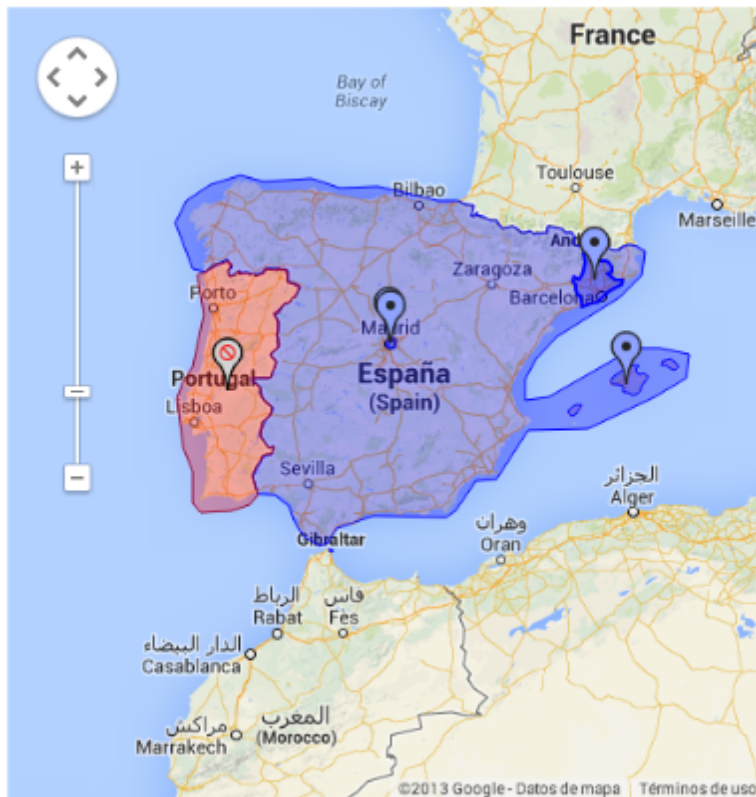 France
Bay of
Biscay
Toulouse
Marseille
Bilbao
And
Zaragoza
Barcelona
Porto
Madrid
España
(Spain)
Portugal
Lisboa
Sevilla
الجزائر
Alger
Gibraltar
وهران
Oran
الرباط
Rabat
فاس
Fès
الدار البيضاء
Casablanca
مراكش
Marrakech
المغرب
(Morocco)
©2013 Google - Datos de mapa
Términos de uso